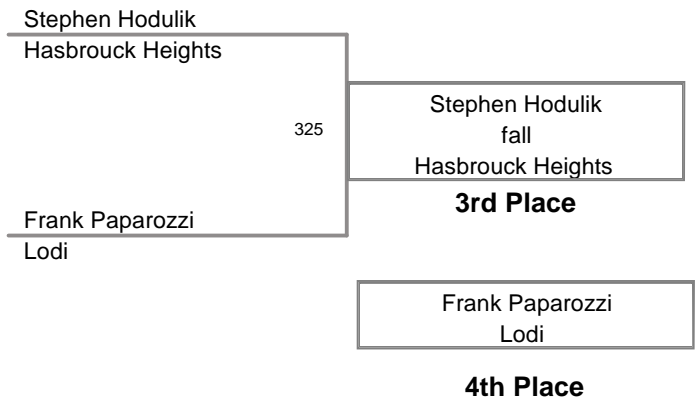 Stephen Hodulik
Hasbrouck Heights
325
Stephen Hodulik
fall
Hasbrouck Heights
3rd Place
Frank Paparozzi
Lodi
Frank Paparozzi
Lodi
4th Place